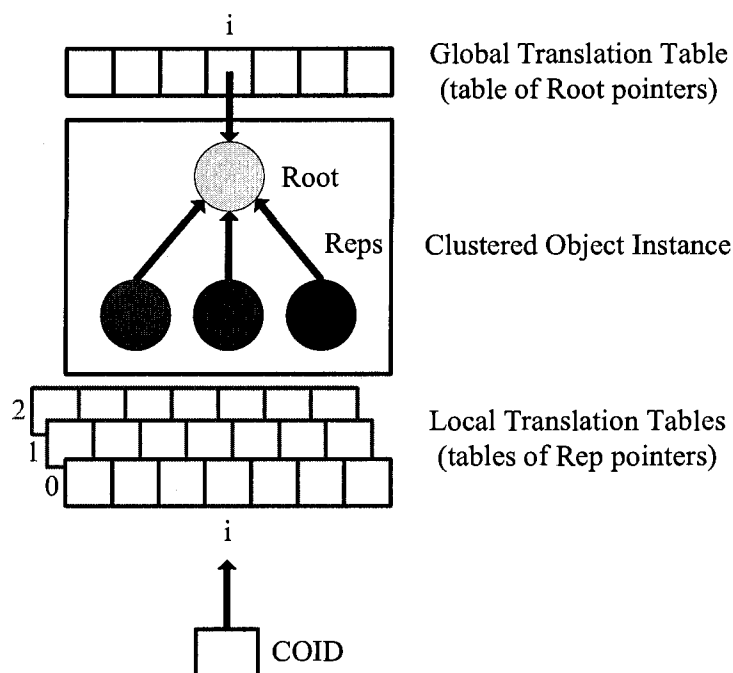 i
Global Translation Table
(table of Root pointers)
Root
Reps
Clustered Object Instance
2
1
0
Local Translation Tables
(tables of Rep pointers)
i
COID